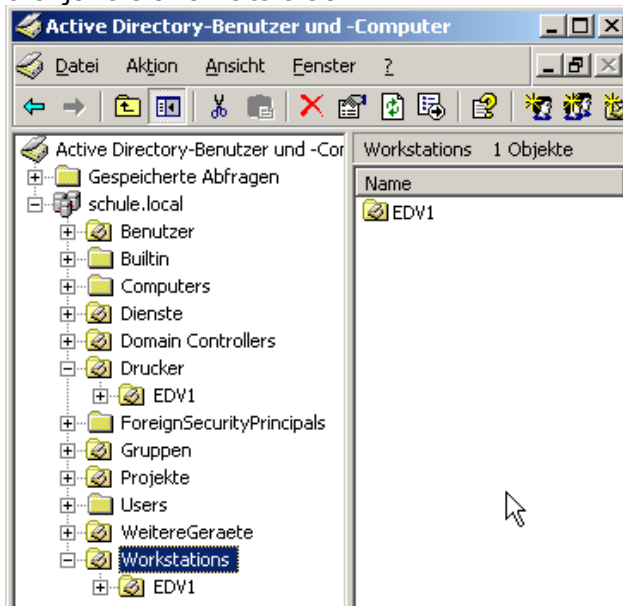 Active Directory-Benutzer und -Computer
Datei Aktion Ansicht Fenster ?
Active Directory-Benutzer und -Con
Workstations 1 Objekte
Gespeicherte Abfragen
Name
schule.local
EDV1
Benutzer
Builtin
Computers
Dienste
Domain Controllers
Drucker
EDV1
ForeignSecurityPrincipals
Gruppen
Projekte
Users
WeitereGeraete
Workstations
EDV1